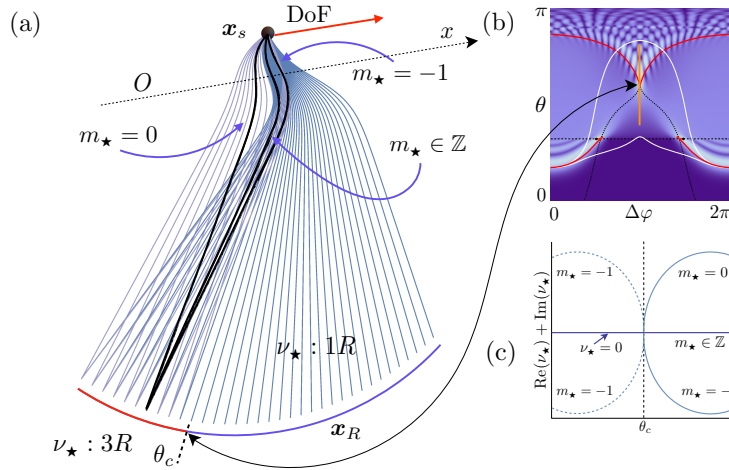 (a)
x_s
DoF
x
O
m_★ = −1
m_★ = 0
m_★ ∈ ℤ
ν_★ : 1R
x_R
ν_★ : 3R
θ_c
(b)
π
θ
0
0
Δφ
2π
(c)
Re(ν_★) + Im(ν_★)
m_★ = −1
m_★ = 0
ν_★ = 0
m_★ ∈ ℤ
m_★ = −1
m_★ = −
θ_c